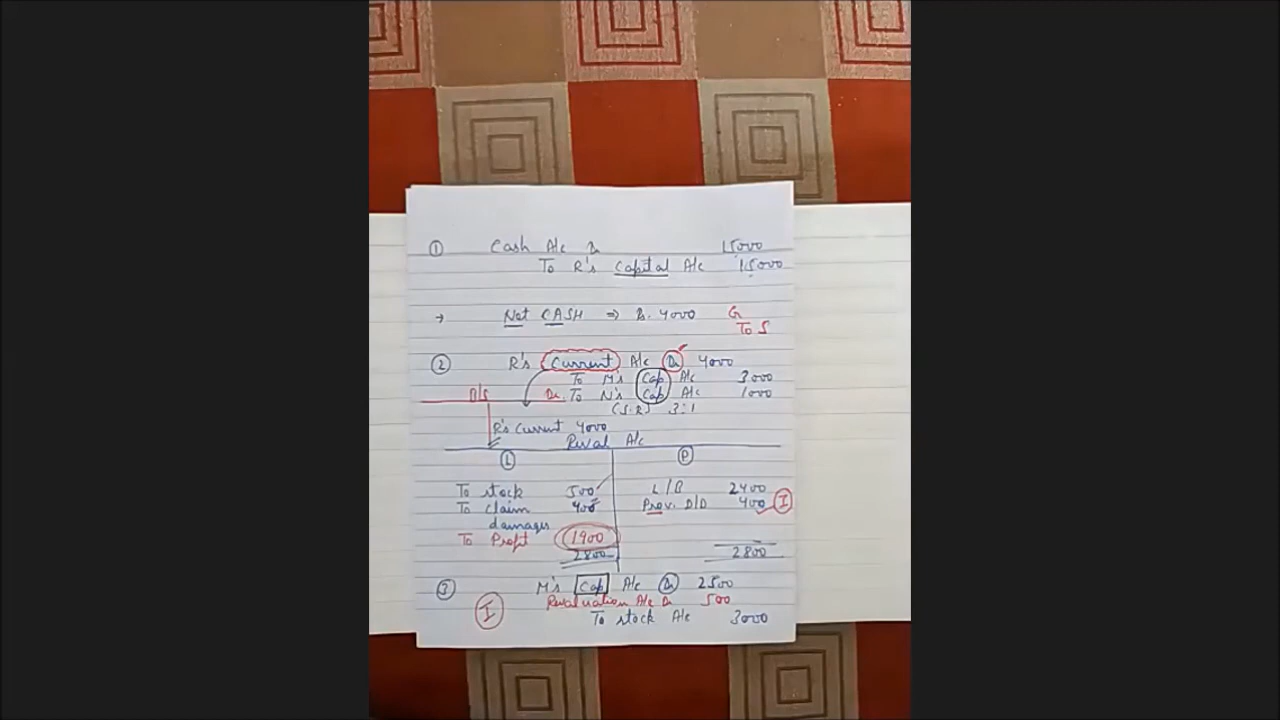 ① Cash A/c Dr 15000
To R's Capital A/c 15000
→ Net CASH ⇒ Rs. 4000 G
To S
② R's Current A/c Dr 4000
To M's Cap A/c 3000
B/S Dr. To N's Cap A/c 1000
(S.R) 3:1
R's Current 4000
Reval A/c
L P
To stock 500 L/B 2400
To claim 400 Prov. D/D 400 I
damages
To Profit 1900
2800 2800
③ M's Cap A/c Dr 2500
I Revaluation A/c Dr 500
To stock A/c 3000